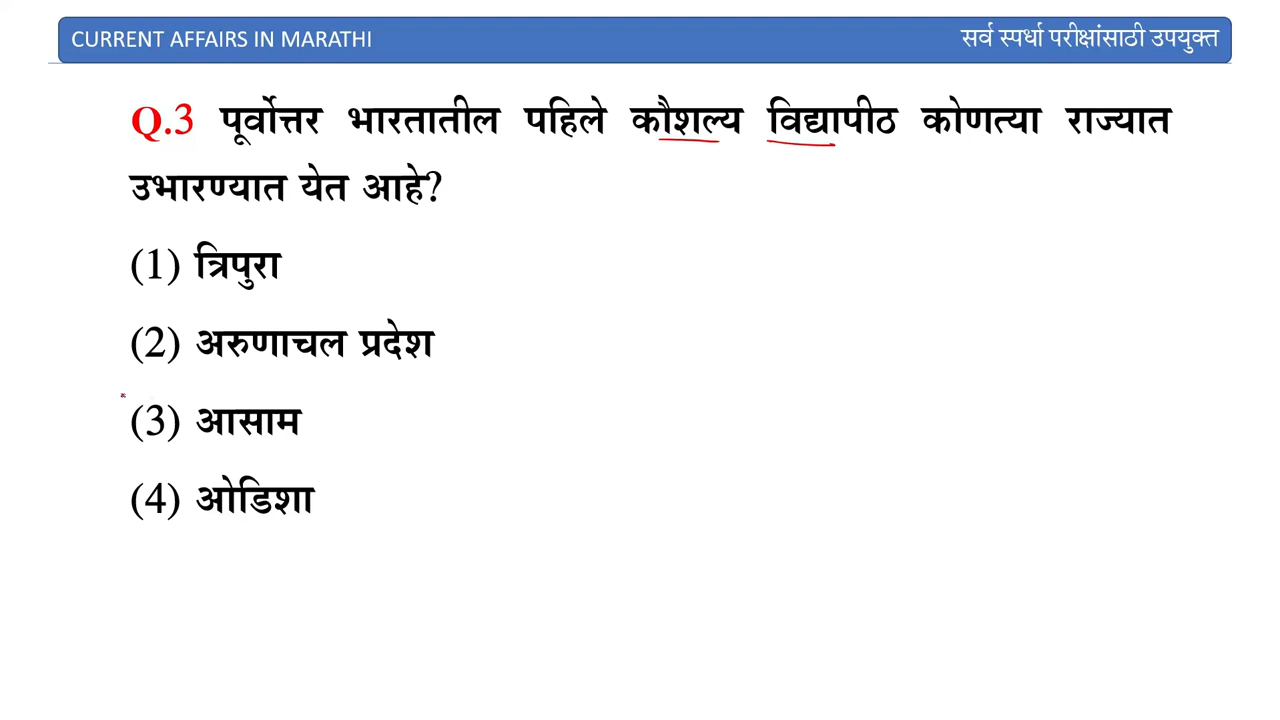 CURRENT AFFAIRS IN MARATHI सर्व स्पर्धा परीक्षांसाठी उपयुक्त
Q.3 पूर्वोत्तर भारतातील पहिले कौशल्य विद्यापीठ कोणत्या राज्यात
उभारण्यात येत आहे?
(1) त्रिपुरा
(2) अरुणाचल प्रदेश
(3) आसाम
(4) ओडिशा